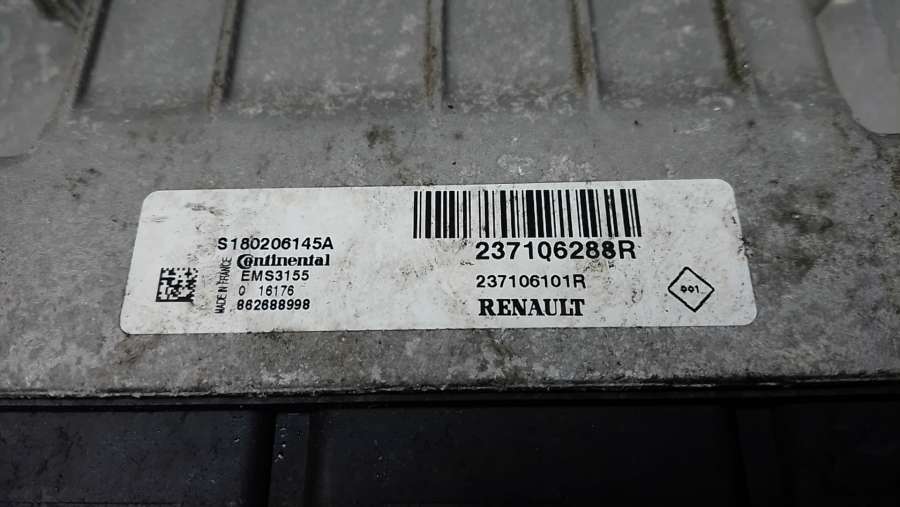 S180206145A
Continental
EMS3155
0 16176
862688998
MADE IN FRANCE
237106288R
237106101R
RENAULT
001